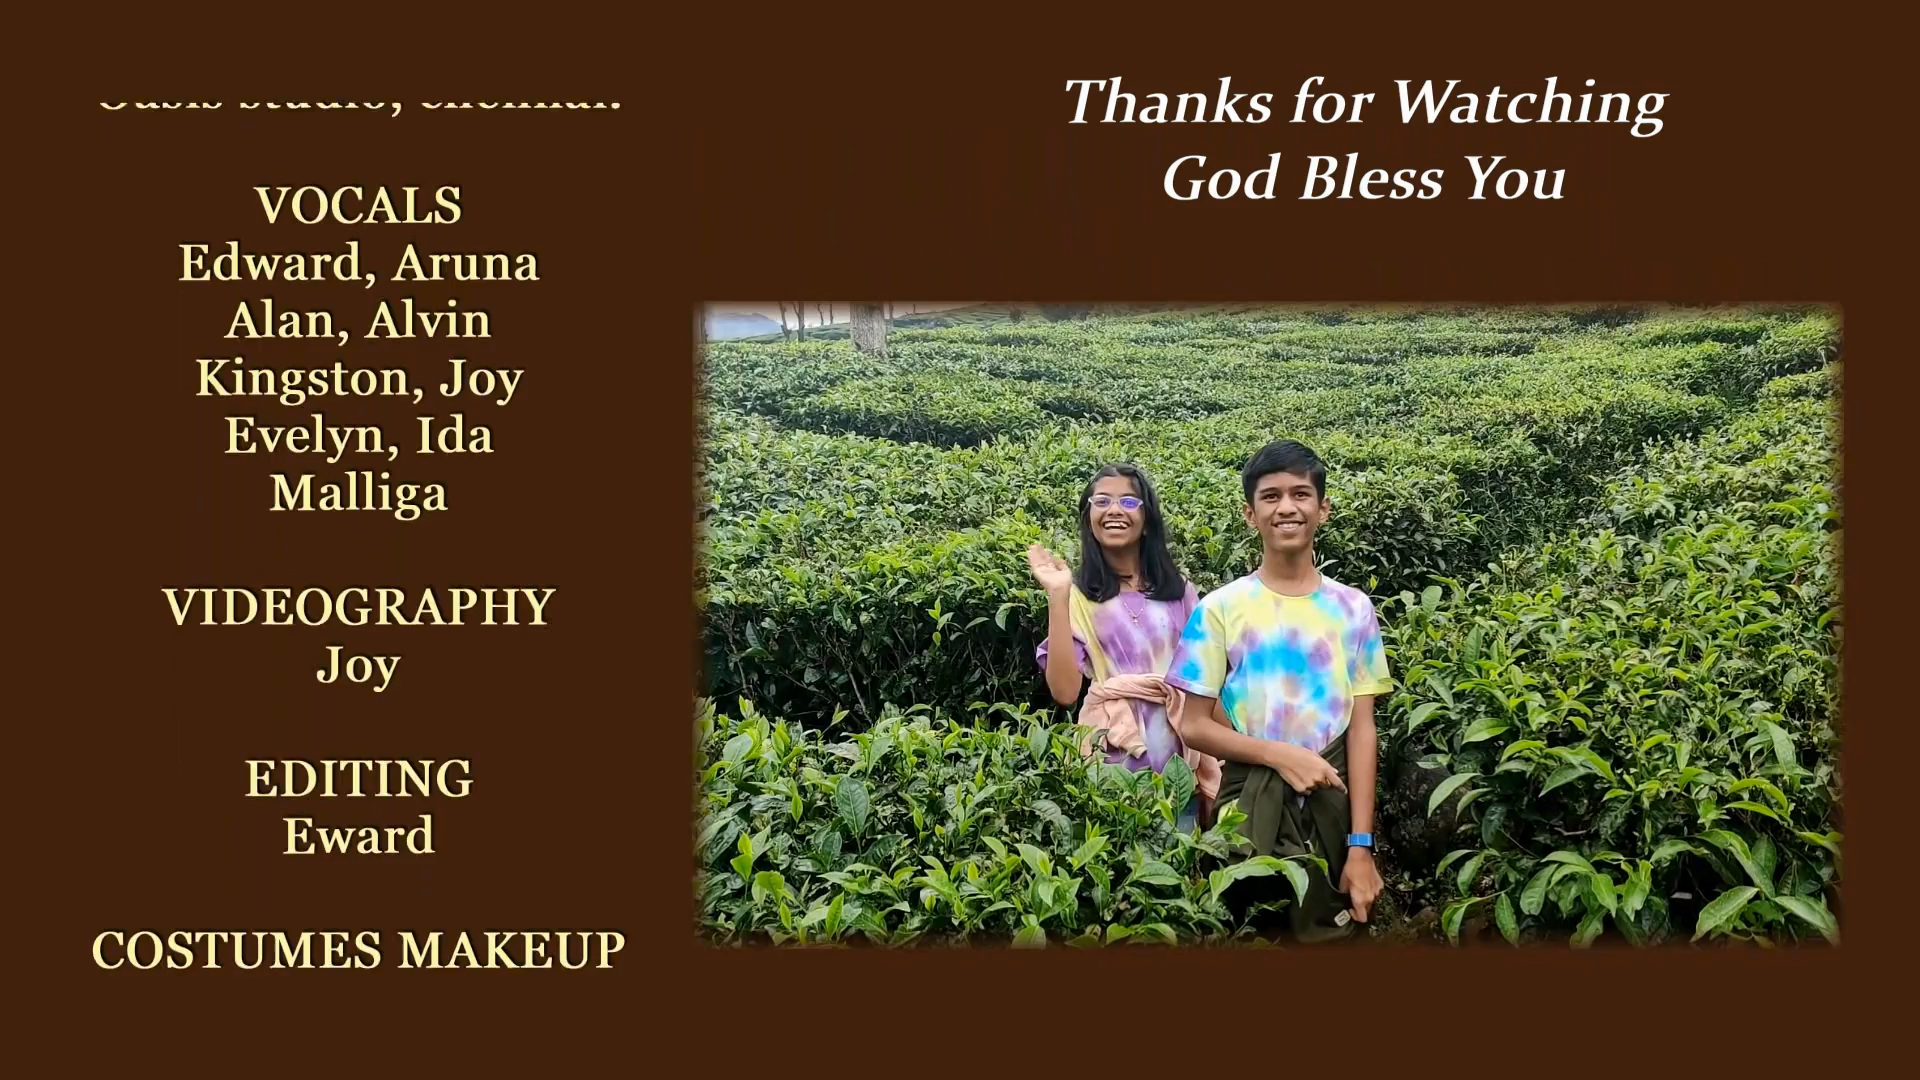 VOCALS
Edward, Aruna
Alan, Alvin
Kingston, Joy
Evelyn, Ida
Malliga
VIDEOGRAPHY
Joy
EDITING
Eward
COSTUMES MAKEUP
Thanks for Watching
God Bless You